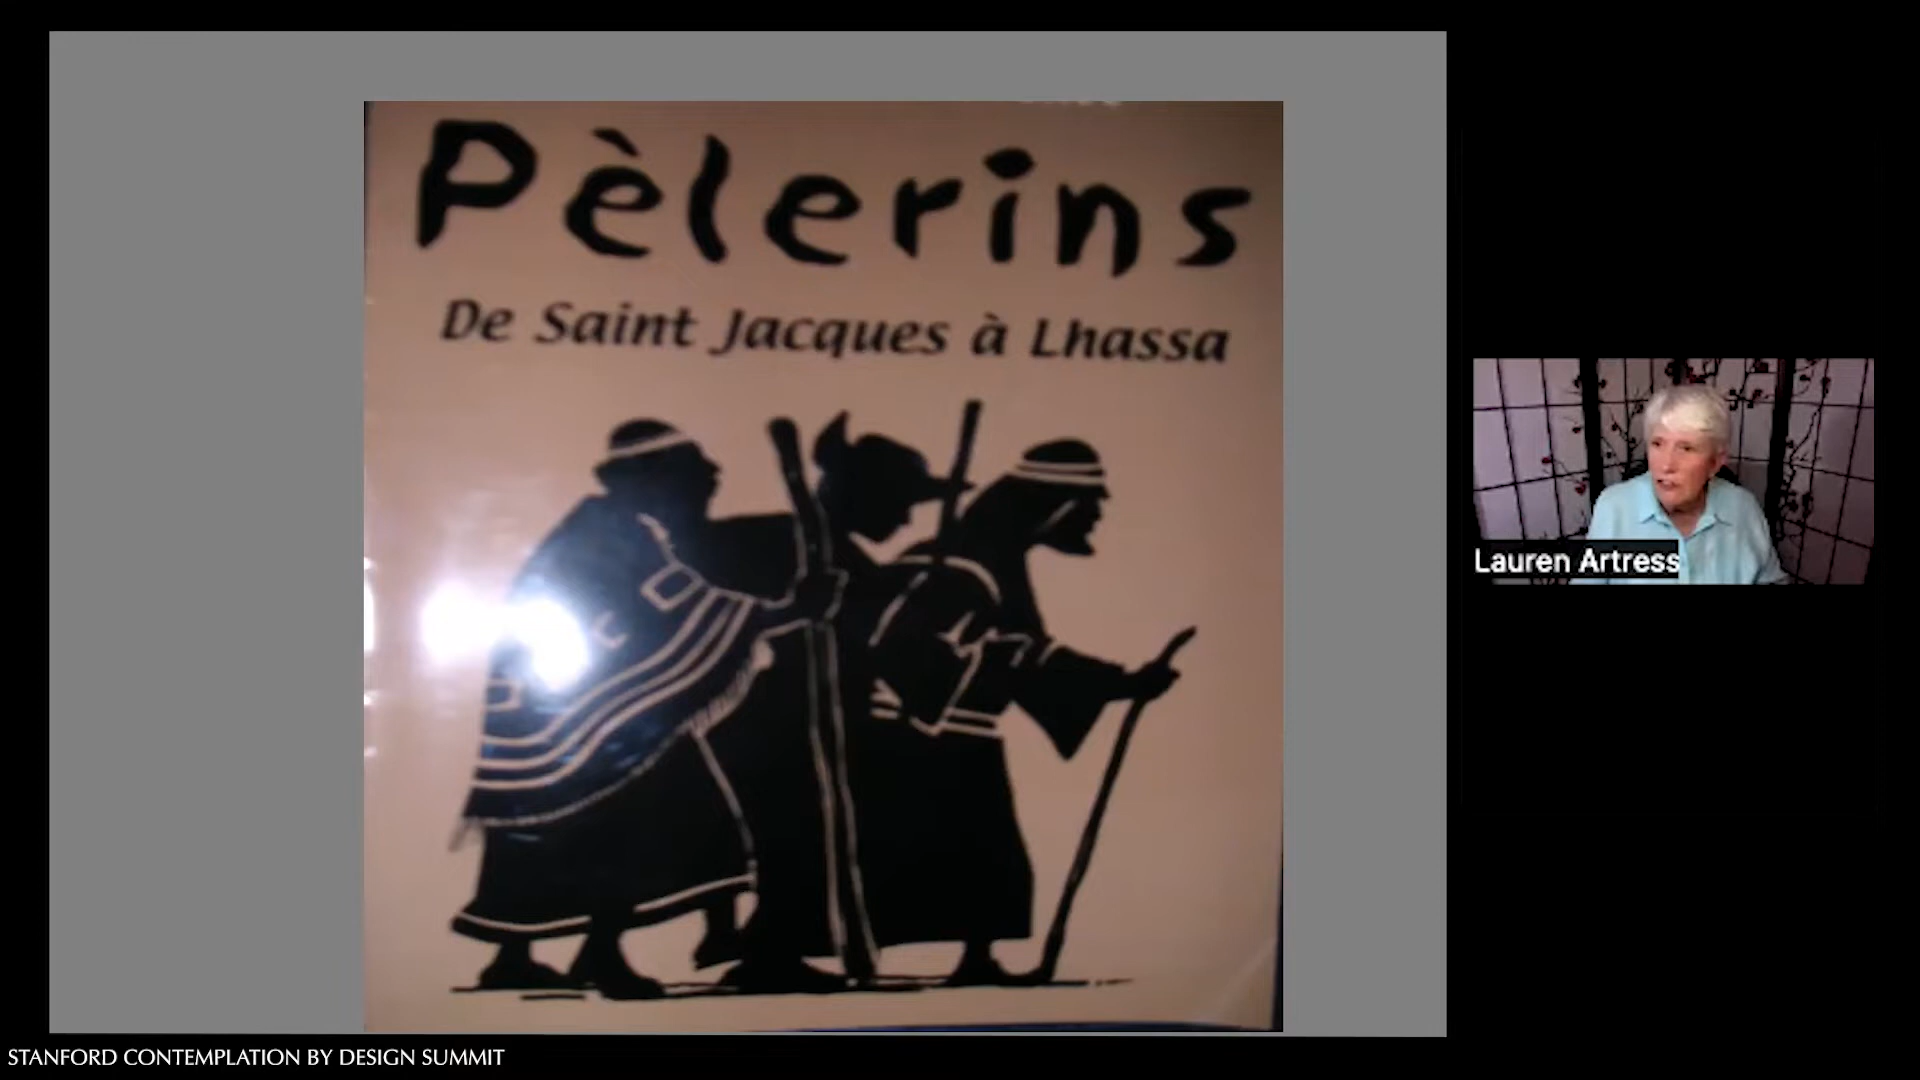 Pèlerins
De Saint Jacques à Lhassa
Lauren Artress
STANFORD CONTEMPLATION BY DESIGN SUMMIT